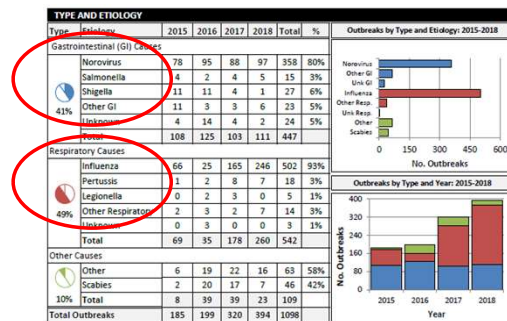 TYPE AND ETIOLOGY
Type Etiology 2015 2016 2017 2018 Total %
Gastrointestinal (GI) Causes
Norovirus 78 95 88 97 358 80%
Salmonella 4 2 4 5 15 3%
Shigella 11 11 4 1 27 6%
Other GI 11 3 3 6 23 5%
Unknown 4 14 4 2 24 5%
41%
Total 108 125 103 111 447
Respiratory Causes
Influenza 66 25 165 246 502 93%
Pertussis 1 2 8 7 18 3%
Legionella 0 2 3 0 5 1%
Other Respiratory 2 3 2 7 14 3%
Unknown 0 3 0 0 3 1%
49%
Total 69 35 178 260 542
Other Causes
Other 6 19 22 16 63 58%
Scabies 2 20 17 7 46 42%
10% Total 8 39 39 23 109
Total Outbreaks 185 199 320 394 1098
Outbreaks by Type and Etiology: 2015-2018
Norovirus
Other GI
Unk GI
Influenza
Other Resp.
Unk Resp
Other
Scabies
0 150 300 450 600
No. Outbreaks
Outbreaks by Type and Year: 2015-2018
No. Outbreaks
400
320
240
160
80
0
2015 2016 2017 2018
Year